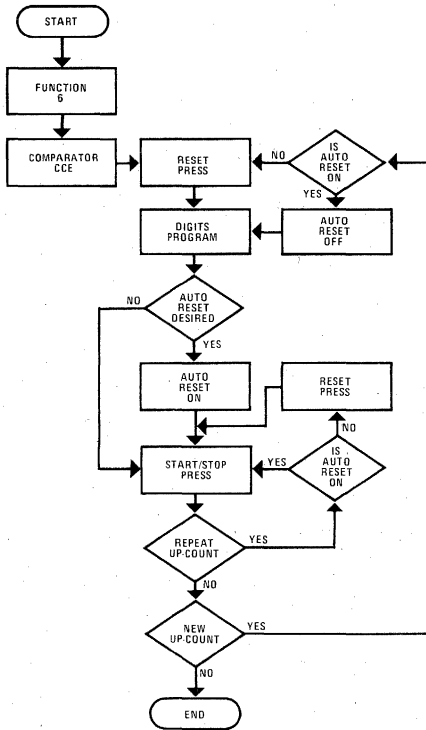 START
FUNCTION
6
COMPARATOR
CCE
RESET
PRESS
NO
IS
AUTO
RESET
ON
YES
DIGITS
PROGRAM
AUTO
RESET
OFF
NO
AUTO
RESET
DESIRED
YES
AUTO
RESET
ON
RESET
PRESS
NO
START/STOP
PRESS
YES
IS
AUTO
RESET
ON
REPEAT
UP-COUNT
YES
NO
NEW
UP-COUNT
YES
NO
END